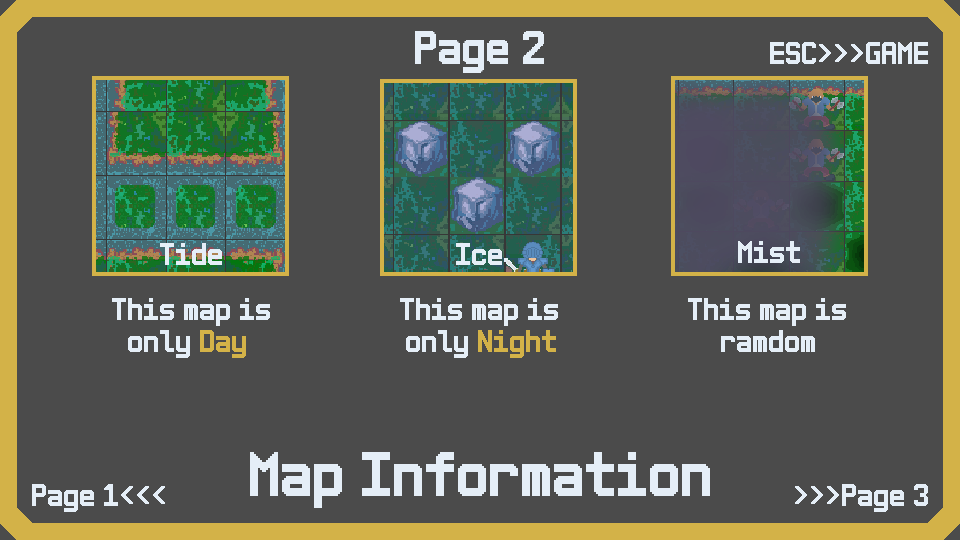 Page 2
ESC>>>GAME
Tide
Ice
Mist
This map is
only Day
This map is
only Night
This map is
ramdom
Map Information
Page 1<<<
>>>Page 3